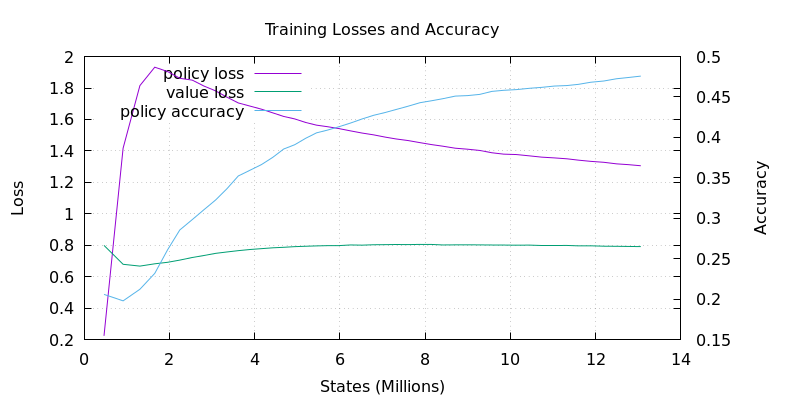 Training Losses and Accuracy
policy loss
value loss
policy accuracy
Loss
2
1.8
1.6
1.4
1.2
1
0.8
0.6
0.4
0.2
0.5
0.45
0.4
0.35
0.3
0.25
0.2
0.15
Accuracy
0 2 4 6 8 10 12 14
States (Millions)